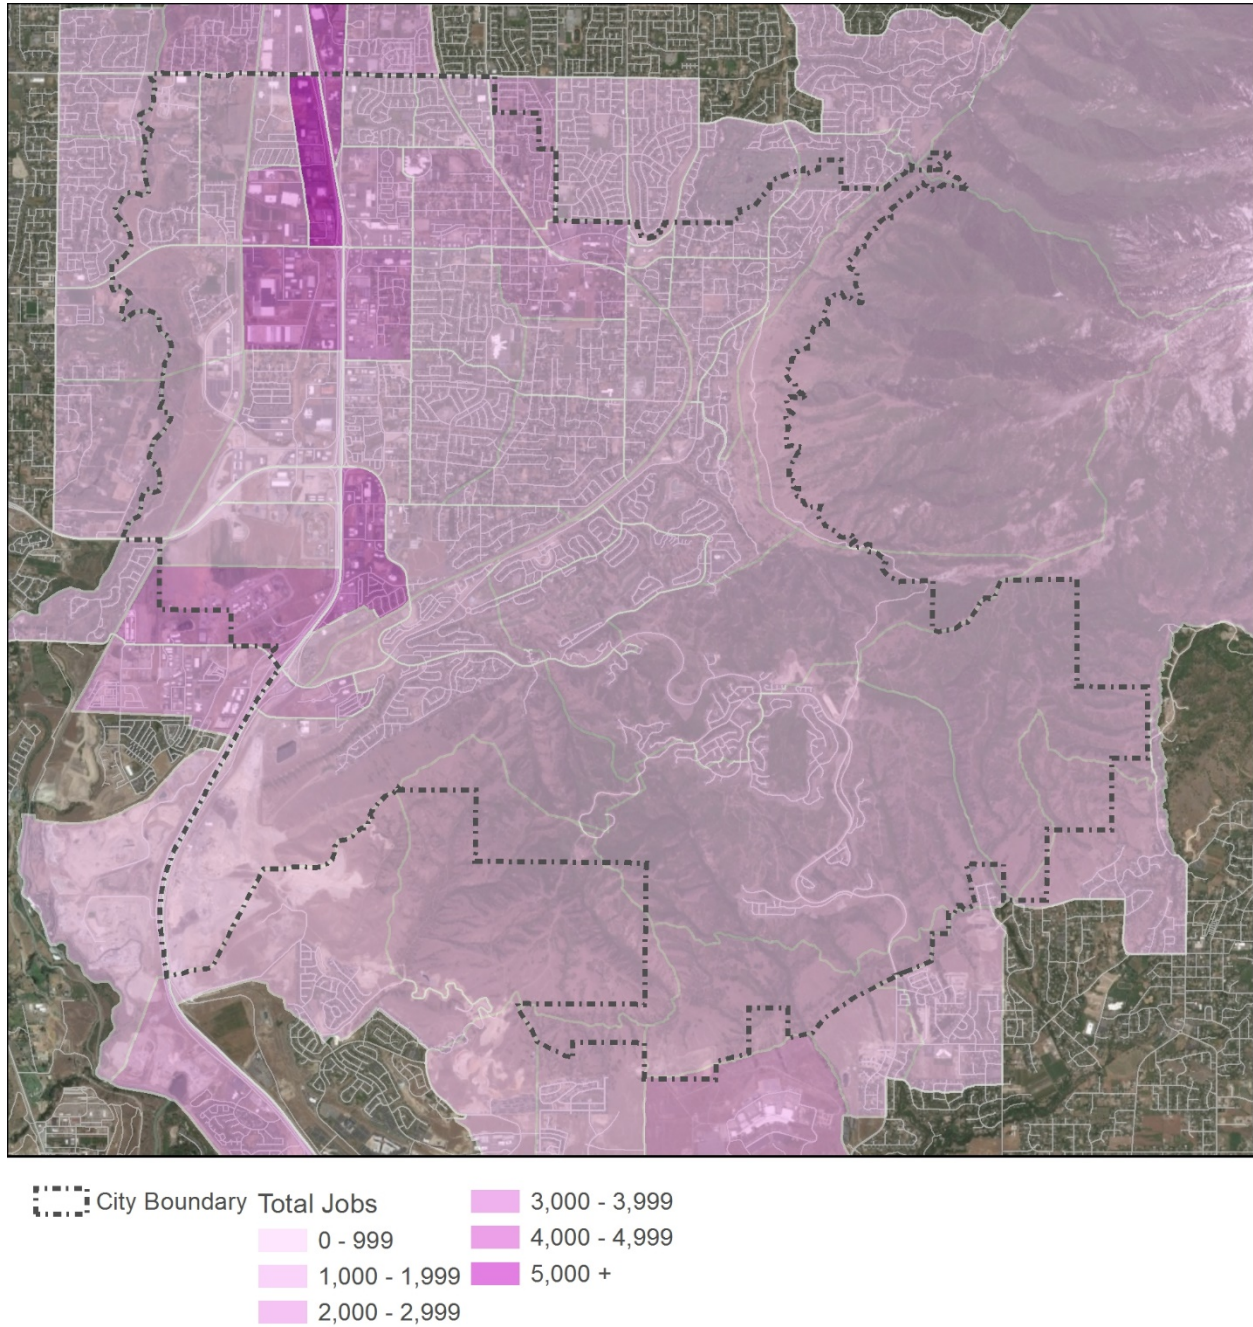 City Boundary
Total Jobs
0 - 999
1,000 - 1,999
2,000 - 2,999
3,000 - 3,999
4,000 - 4,999
5,000 +